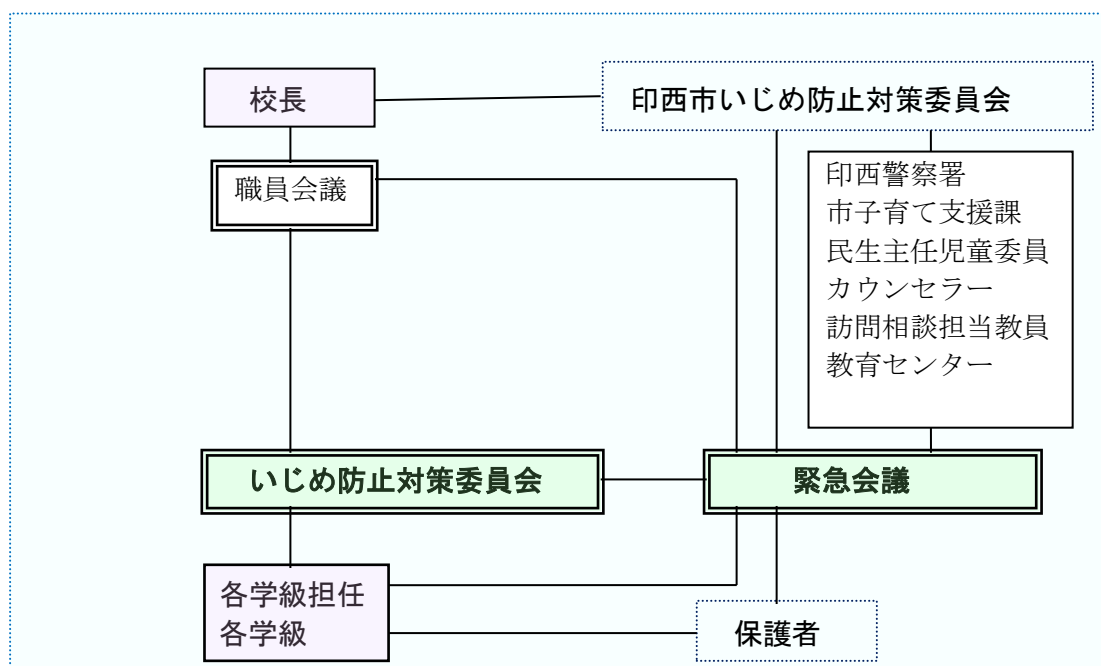 校長
印西市いじめ防止対策委員会
職員会議
印西警察署
市子育て支援課
民生主任児童委員
カウンセラー
訪問相談担当教員
教育センター
いじめ防止対策委員会
緊急会議
各学級担任
各学級
保護者